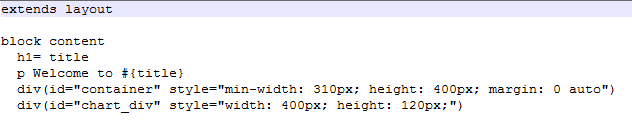 extends layout
block content
h1= title
p Welcome to #{title}
div(id="container" style="min-width: 310px; height: 400px; margin: 0 auto")
div(id="chart_div" style="width: 400px; height: 120px;")